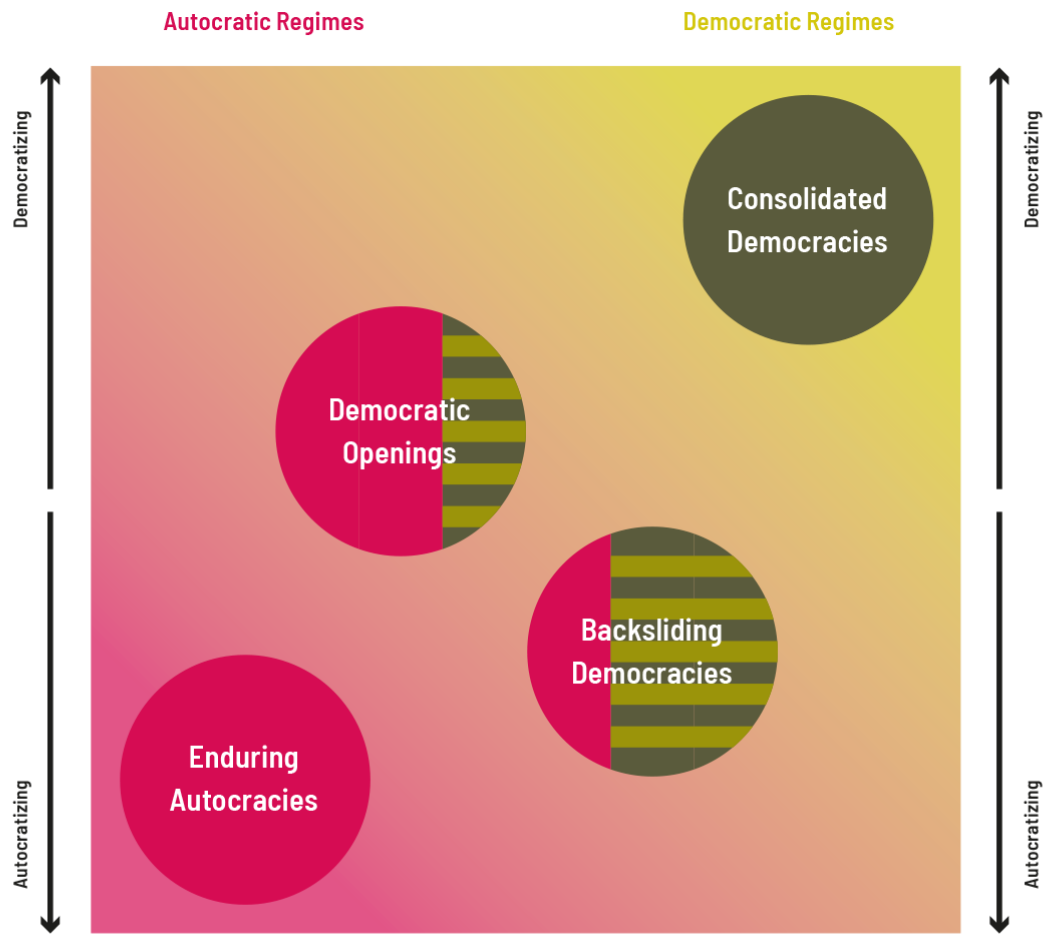 Autocratic Regimes
Democratic Regimes
Democratizing
Democratizing
Consolidated
Democracies
Democratic
Openings
Backsliding
Democracies
Enduring
Autocracies
Autocratizing
Autocratizing